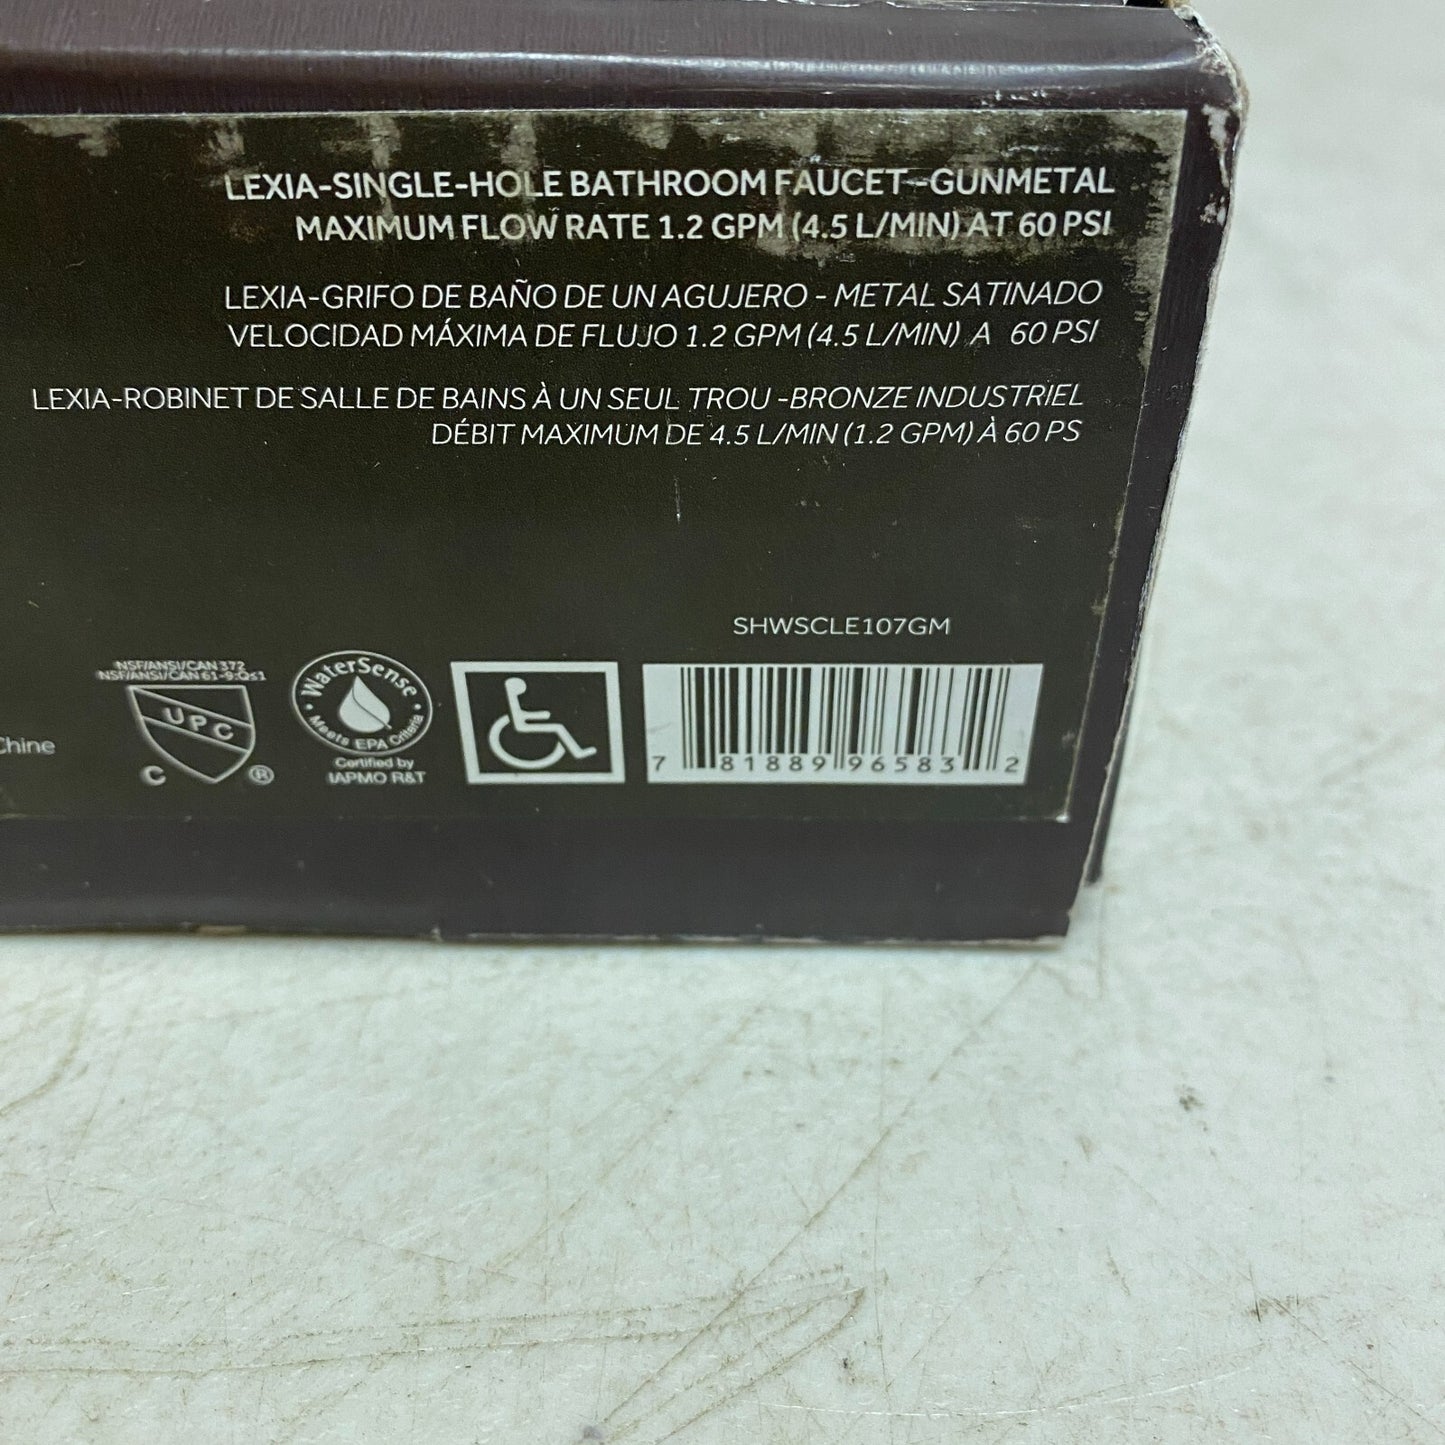 LEXIA-SINGLE-HOLE BATHROOM FAUCET-GUNMETAL
MAXIMUM FLOW RATE 1.2 GPM (4.5 L/MIN) AT 60 PSI
LEXIA-GRIFO DE BAÑO DE UN AGUJERO - METAL SATINADO
VELOCIDAD MÁXIMA DE FLUJO 1.2 GPM (4.5 L/MIN) A 60 PSI
LEXIA-ROBINET DE SALLE DE BAINS À UN SEUL TROU -BRONZE INDUSTRIEL
DÉBIT MAXIMUM DE 4.5 L/MIN (1.2 GPM) À 60 PS
SHWSCLE107GM
NSF/ANSI/CAN 372
NSF/ANSI/CAN 61-9:Q≤1
UPC
C ®
WaterSense
Meets EPA Criteria
Certified by
IAPMO R&T
7 81889 96583 2
Chine